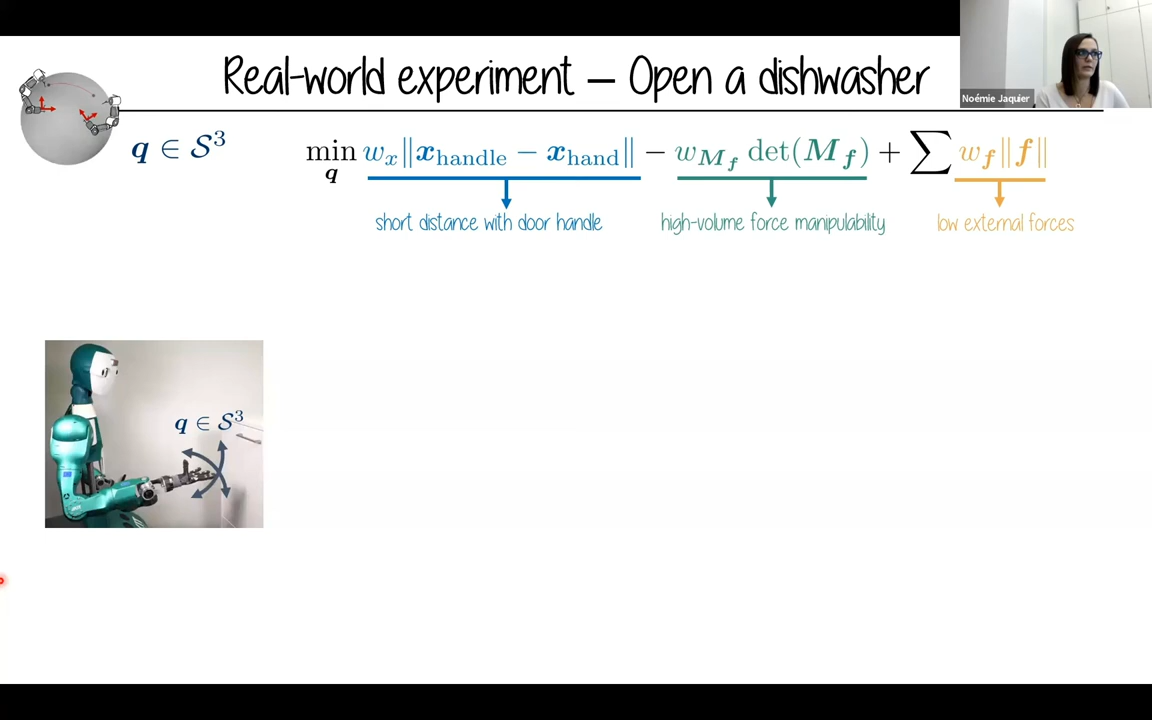 Real-world experiment – Open a dishwasher
Noémie Jaquier
q ∈ S³
min_q w_x‖x_handle − x_hand‖ − w_{M_f} det(M_f) + ∑ w_f‖f‖
short distance with door handle
high-volume force manipulability
low external forces
q ∈ S³